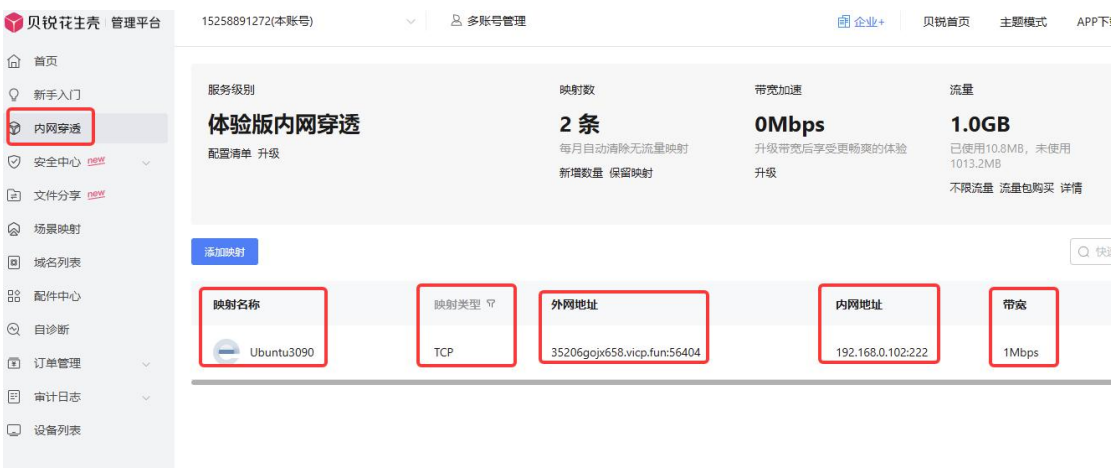 贝锐花生壳 管理平台
15258891272(本账号)
多账号管理
企业+
贝锐首页
主题模式
首页
新手入门
内网穿透
安全中心 new
文件分享 new
场景映射
域名列表
配件中心
自诊断
订单管理
审计日志
设备列表
服务级别
体验版内网穿透
配置清单 升级
映射数
2 条
每月自动清除无流量映射
新增数量 保留映射
带宽加速
0Mbps
升级带宽后享受更畅爽的体验
升级
流量
1.0GB
已使用10.8MB，未使用
1013.2MB
不限流量 流量包购买 详情
添加映射
映射名称 映射类型 外网地址 内网地址 带宽
Ubuntu3090 TCP 35206gojx658.vicp.fun:56404 192.168.0.102:222 1Mbps